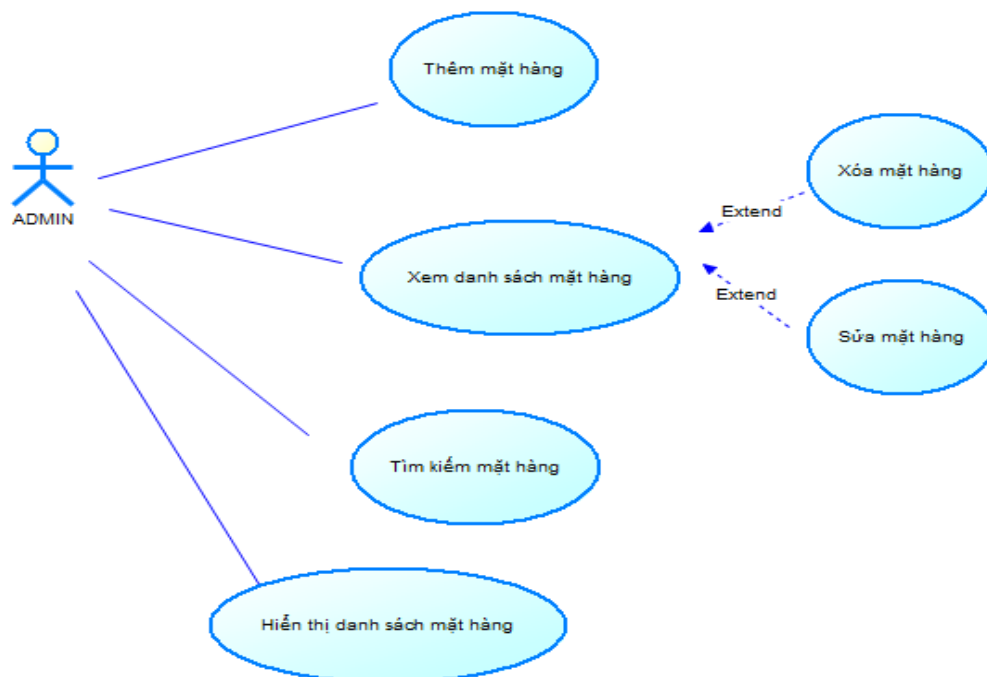 Thêm mặt hàng
ADMIN
Xóa mặt hàng
Extend
Xem danh sách mặt hàng
Extend
Sửa mặt hàng
Tìm kiếm mặt hàng
Hiển thị danh sách mặt hàng